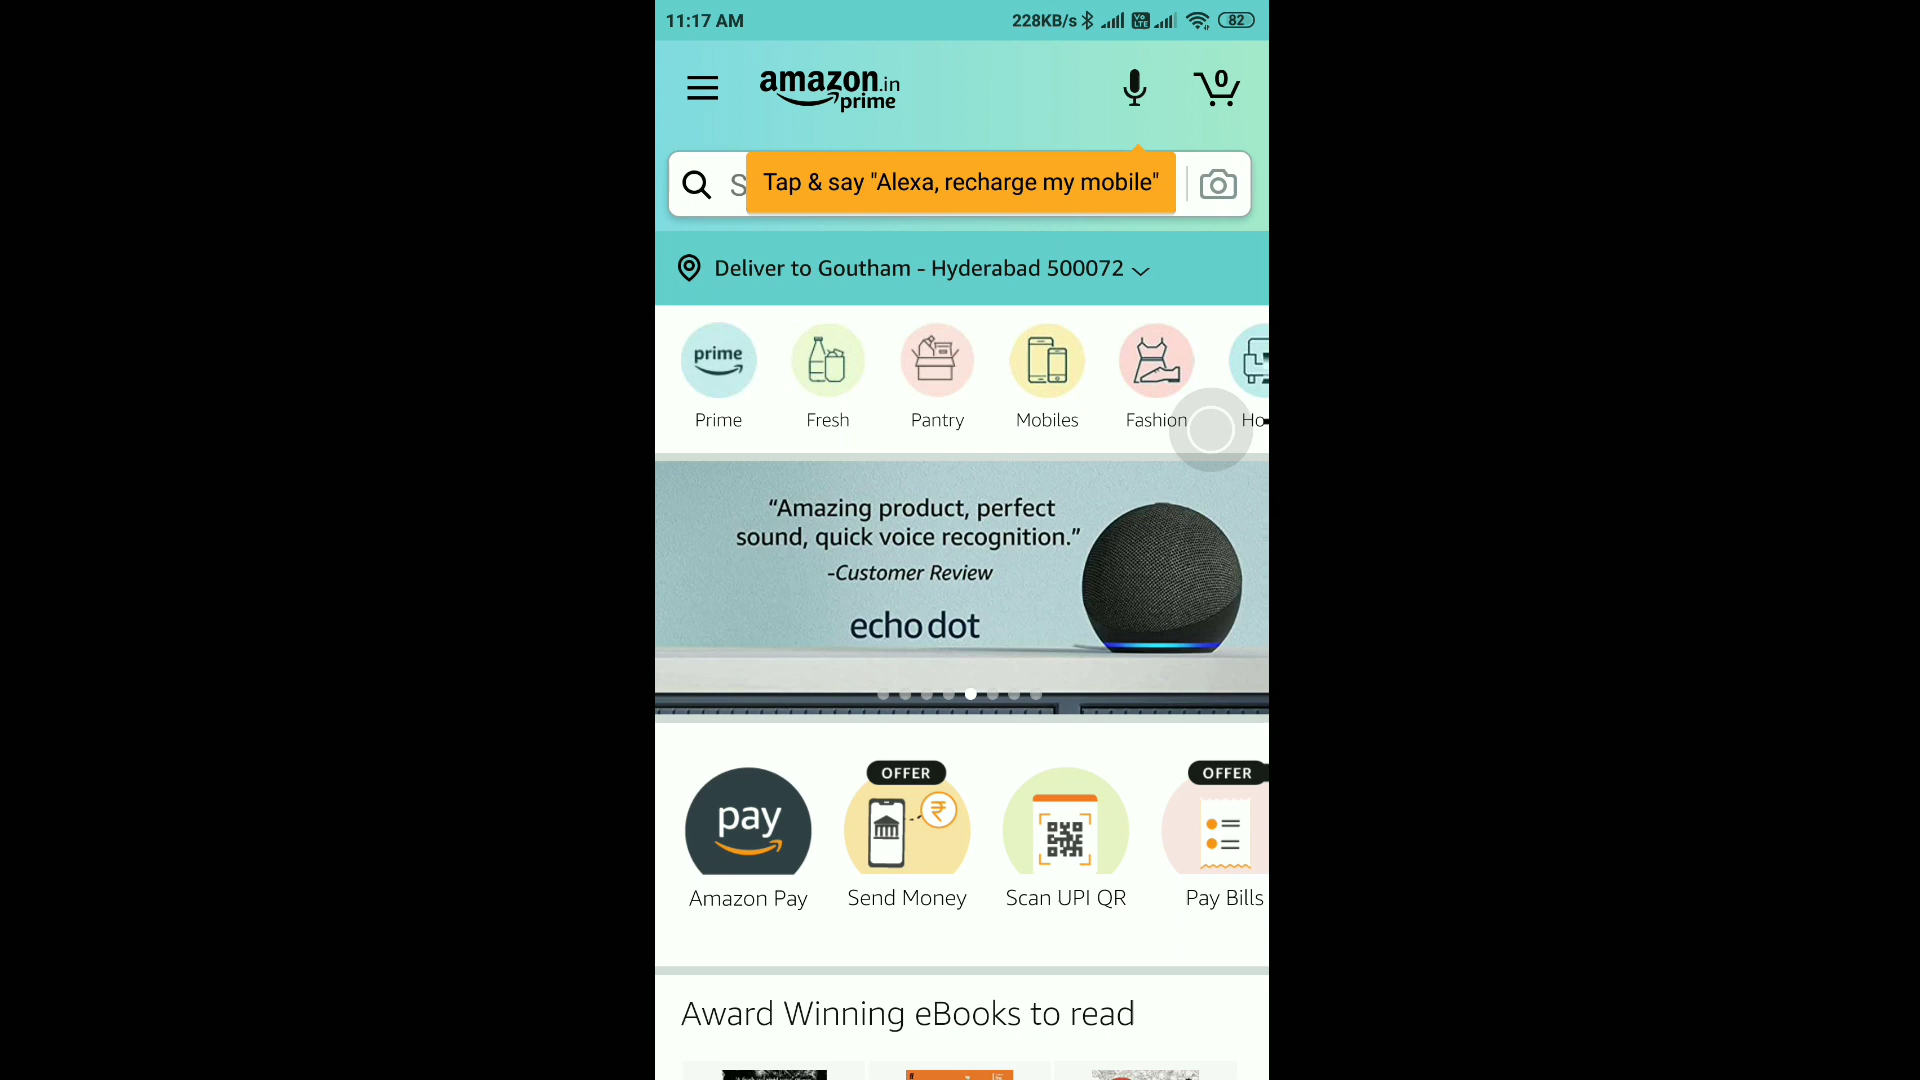 11:17 AM
228KB/s
Vo
LTE
82
amazon.in
prime
0
S
Tap & say "Alexa, recharge my mobile"
Deliver to Goutham - Hyderabad 500072
prime
Prime
Fresh
Pantry
Mobiles
Fashion
Ho
“Amazing product, perfect
sound, quick voice recognition.”
-Customer Review
echo dot
OFFER
OFFER
pay
₹
Amazon Pay
Send Money
Scan UPI QR
Pay Bills
Award Winning eBooks to read